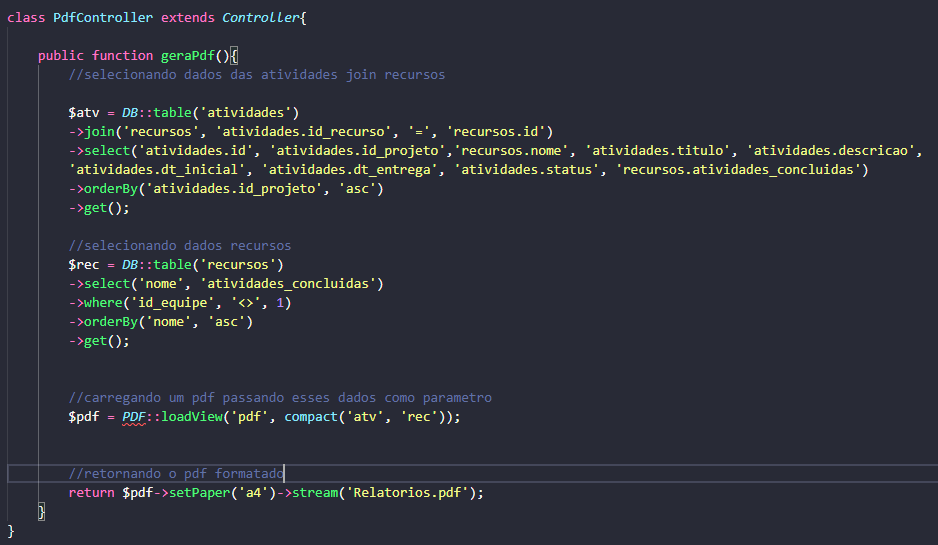 class PdfController extends Controller{
public function geraPdf(){
//selecionando dados das atividades join recursos
$atv = DB::table('atividades')
->join('recursos', 'atividades.id_recurso', '=', 'recursos.id')
->select('atividades.id', 'atividades.id_projeto','recursos.nome', 'atividades.titulo', 'atividades.descricao',
'atividades.dt_inicial', 'atividades.dt_entrega', 'atividades.status', 'recursos.atividades_concluidas')
->orderBy('atividades.id_projeto', 'asc')
->get();
//selecionando dados recursos
$rec = DB::table('recursos')
->select('nome', 'atividades_concluidas')
->where('id_equipe', '<>', 1)
->orderBy('nome', 'asc')
->get();
//carregando um pdf passando esses dados como parametro
$pdf = PDF::loadView('pdf', compact('atv', 'rec'));
//retornando o pdf formatado
return $pdf->setPaper('a4')->stream('Relatorios.pdf');
}
}